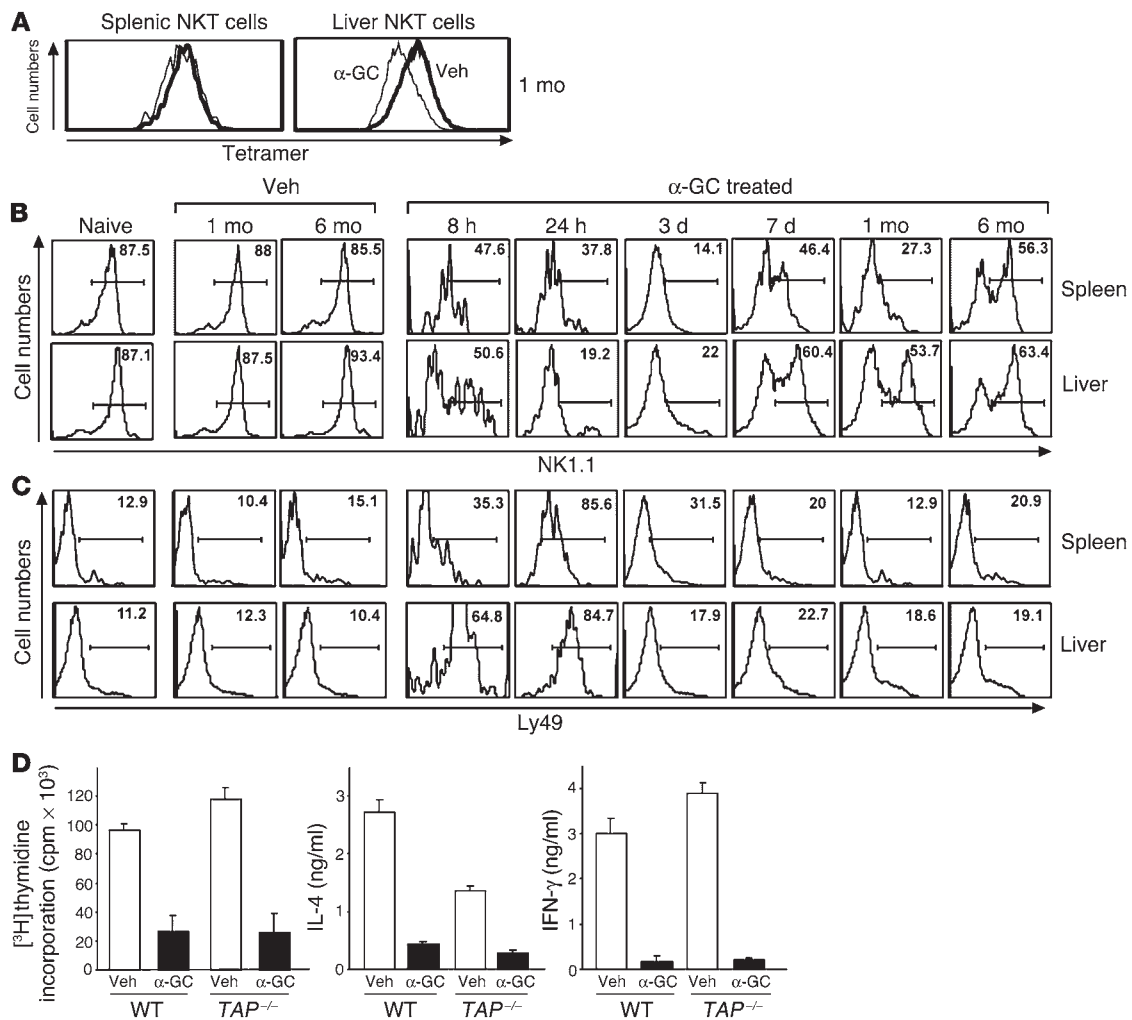 A
Splenic NKT cells
Liver NKT cells
Cell numbers
α-GC
Veh
1 mo
Tetramer
Veh
α-GC treated
B
Naive
1 mo
6 mo
8 h
24 h
3 d
7 d
1 mo
6 mo
Cell numbers
87.5
88
85.5
47.6
37.8
14.1
46.4
27.3
56.3
Spleen
87.1
87.5
93.4
50.6
19.2
22
60.4
53.7
63.4
Liver
NK1.1
C
Cell numbers
12.9
10.4
15.1
35.3
85.6
31.5
20
12.9
20.9
Spleen
11.2
12.3
10.4
64.8
84.7
17.9
22.7
18.6
19.1
Liver
Ly49
D
[³H]thymidine
incorporation (cpm × 10³)
120
100
80
60
40
20
0
Veh α-GC Veh α-GC
WT TAP⁻/⁻
IL-4 (ng/ml)
3
2
1
0
Veh α-GC Veh α-GC
WT TAP⁻/⁻
IFN-γ (ng/ml)
4
3
2
1
0
Veh α-GC Veh α-GC
WT TAP⁻/⁻